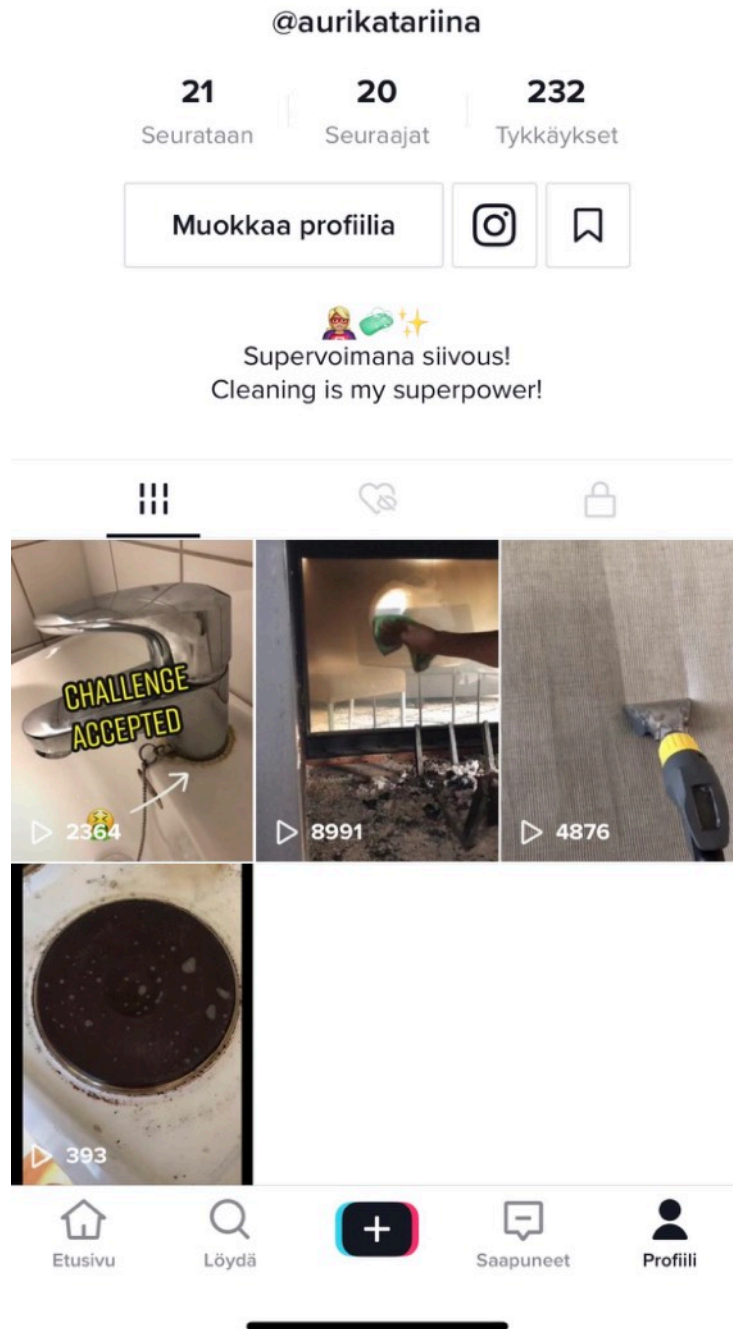 @aurikatariina
21 20 232
Seurataan Seuraajat Tykkäykset
Muokkaa profiilia
Supervoimana siivous!
Cleaning is my superpower!
CHALLENGE
ACCEPTED
2364 8991 4876
393
Etusivu Löydä Saapuneet Profiili